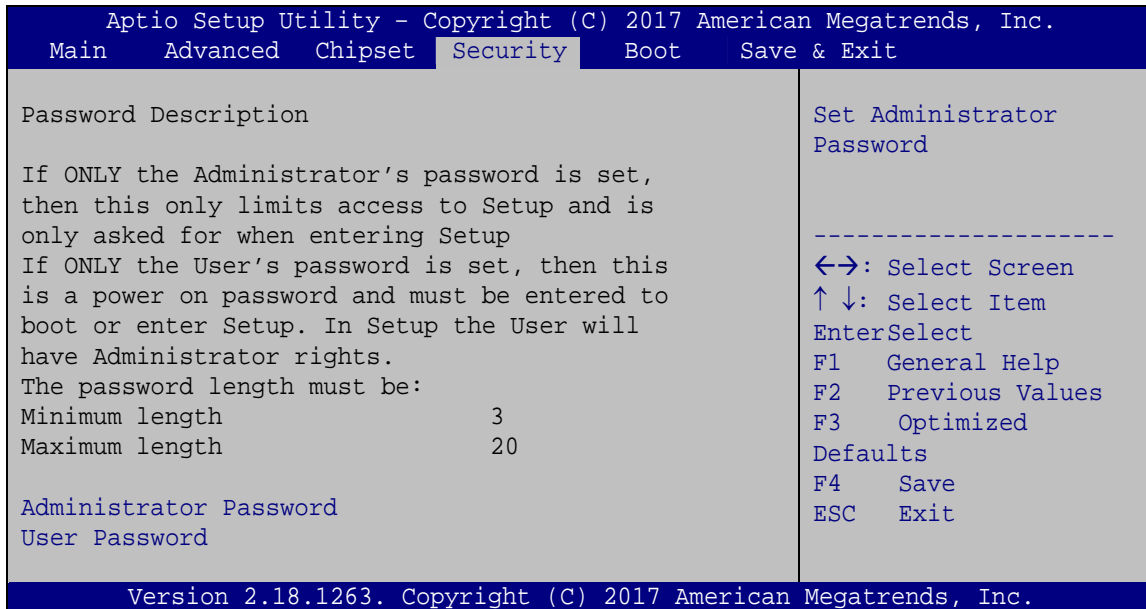 Aptio Setup Utility – Copyright (C) 2017 American Megatrends, Inc.
Main Advanced Chipset Security Boot Save & Exit
Password Description
If ONLY the Administrator's password is set,
then this only limits access to Setup and is
only asked for when entering Setup
If ONLY the User's password is set, then this
is a power on password and must be entered to
boot or enter Setup. In Setup the User will
have Administrator rights.
The password length must be:
Minimum length 3
Maximum length 20
Administrator Password
User Password
Set Administrator
Password
---------------------
←→: Select Screen
↑ ↓: Select Item
EnterSelect
F1 General Help
F2 Previous Values
F3 Optimized
Defaults
F4 Save
ESC Exit
Version 2.18.1263. Copyright (C) 2017 American Megatrends, Inc.